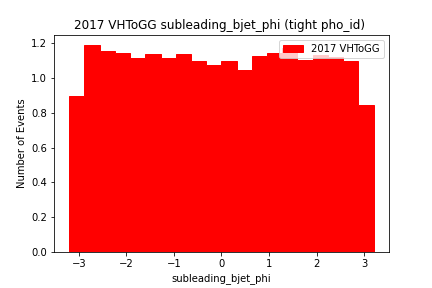 2017 VHToGG subleading_bjet_phi (tight pho_id)
2017 VHToGG
Number of Events
1.2
1.0
0.8
0.6
0.4
0.2
0.0
−3 −2 −1 0 1 2 3
subleading_bjet_phi